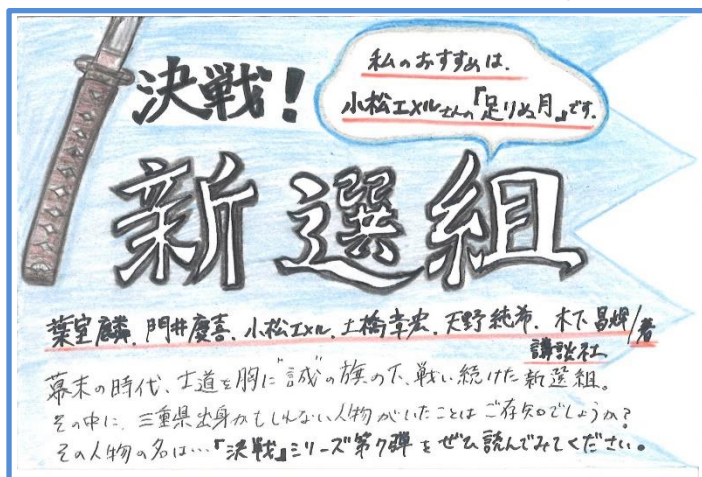 決戦！
私のおすすめは、
小松エメルさんの『足りぬ月』です。
新選組
葉室麟、門井慶喜、小松エメル、土橋章宏、天野純希、木下昌輝/著
講談社
幕末の時代、士道を胸に“誠”の旗の下、戦い続けた新選組。
その中に、三重県出身かもしれない人物がいたことはご存知でしょうか？
その人物の名は…『決戦』シリーズ第7弾をぜひ読んでみてください。